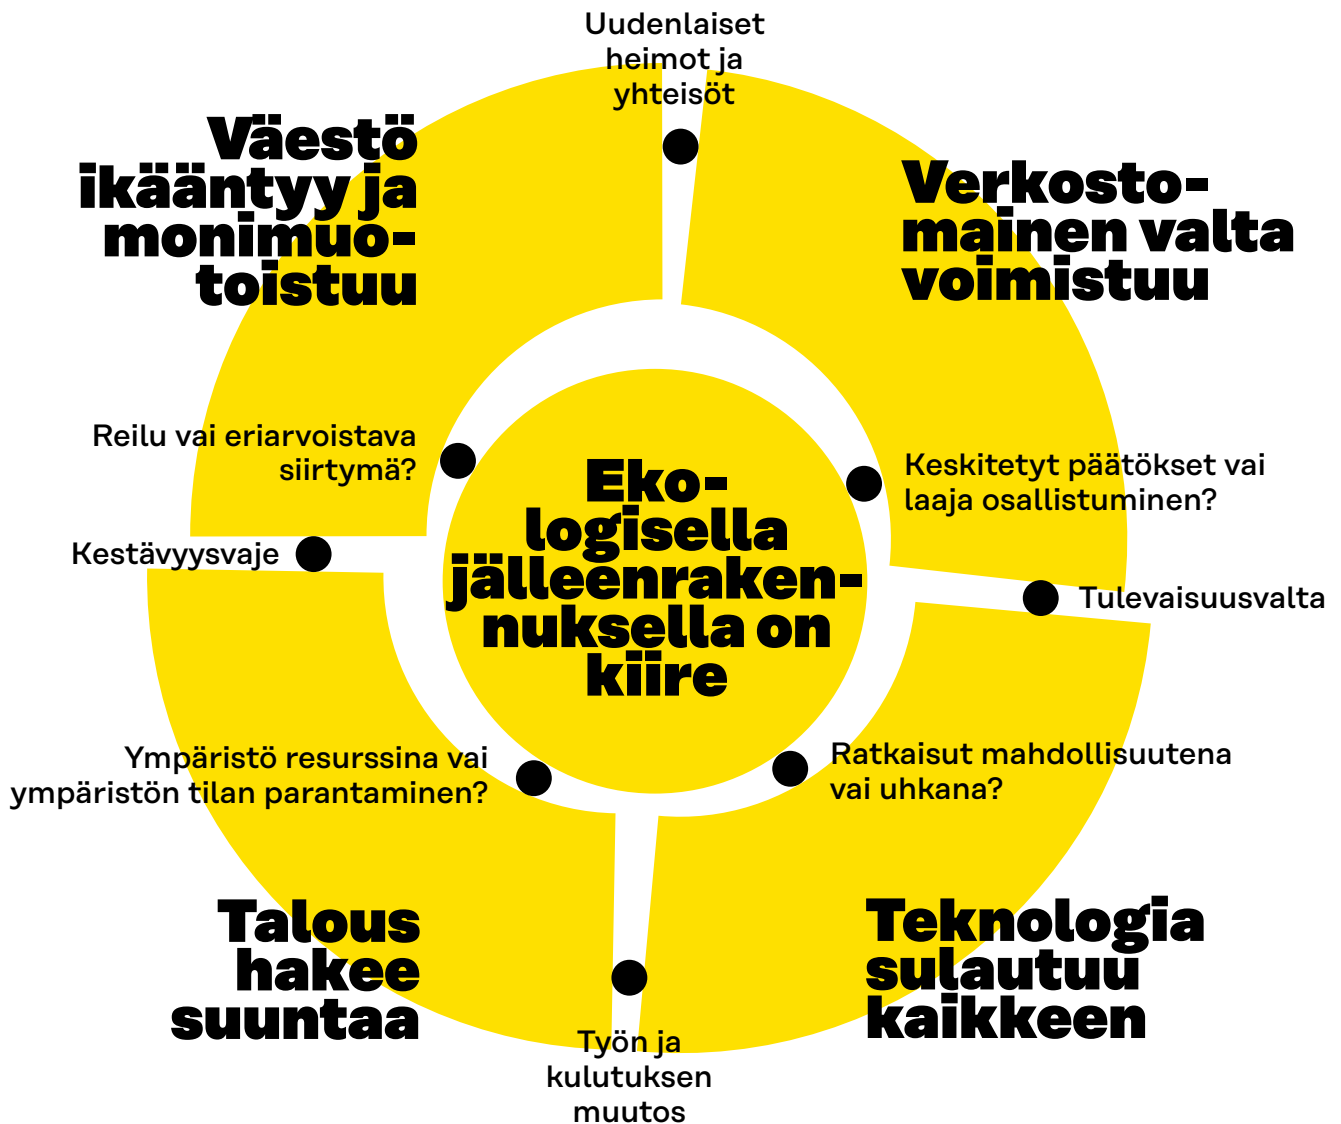 Uudenlaiset
heimot ja
yhteisöt
Väestö
ikääntyy ja
monimuo-
toistuu
Verkosto-
mainen valta
voimistuu
Reilu vai eriarvoistava
siirtymä?
Keskitetyt päätökset vai
laaja osallistuminen?
Eko-
logisella
jälleenraken-
nuksella on
kiire
Kestävyysvaje
Tulevaisuusvalta
Ympäristö resurssina vai
ympäristön tilan parantaminen?
Ratkaisut mahdollisuutena
vai uhkana?
Talous
hakee
suuntaa
Teknologia
sulautuu
kaikkeen
Työn ja
kulutuksen
muutos